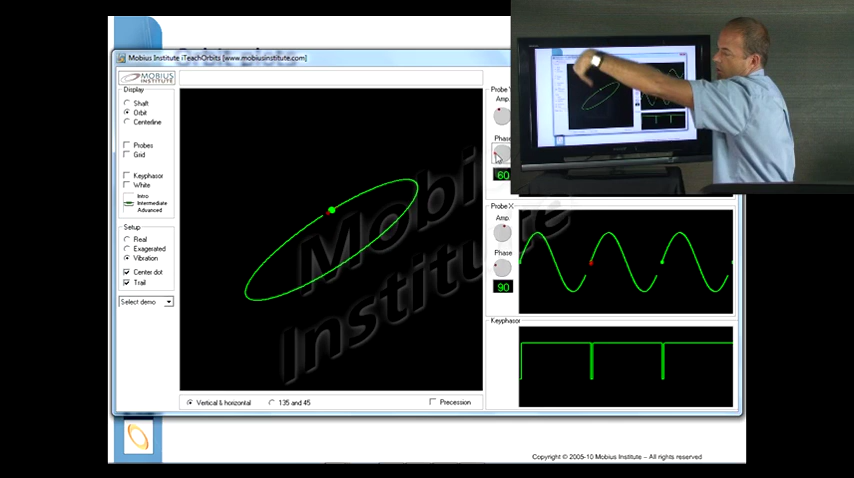 Orbit plots
Mobius Institute iTeachOrbits [www.mobiusinstitute.com]
MOBIUS
INSTITUTE
Display
Shaft
Orbit
Centerline
Probes
Grid
Keyphasor
White
Intro
Intermediate
Advanced
Setup
Real
Exagerated
Vibration
Center dot
Trail
Select demo
Mobius
Institute
Vertical & horizontal
135 and 45
Precession
Probe Y
Amp.
Phase
60
Probe X
Amp.
Phase
90
Keyphasor
Copyright © 2005-10 Mobius Institute – All rights reserved